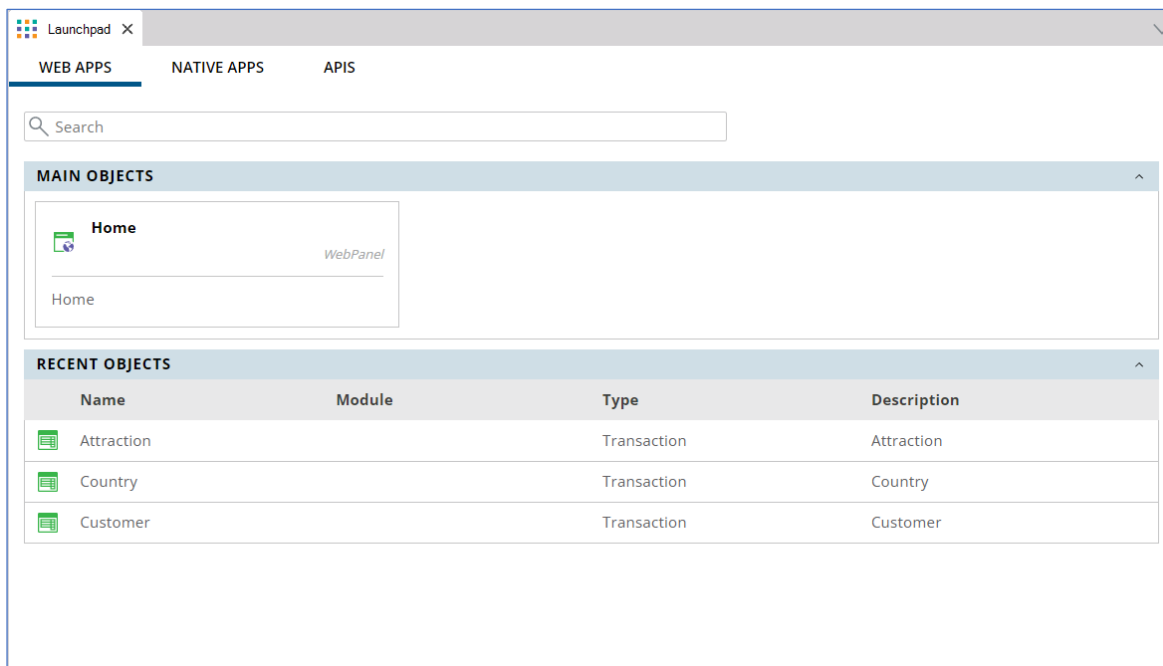 Launchpad
WEB APPS NATIVE APPS APIS
Search
MAIN OBJECTS
Home
WebPanel
Home
RECENT OBJECTS
Name Module Type Description
Attraction Transaction Attraction
Country Transaction Country
Customer Transaction Customer